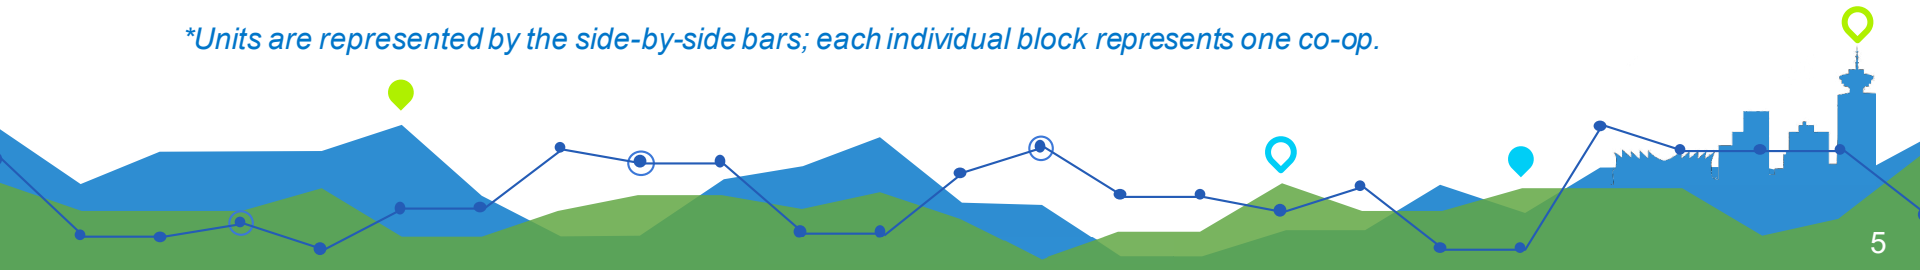 *Units are represented by the side-by-side bars; each individual block represents one co-op.
5